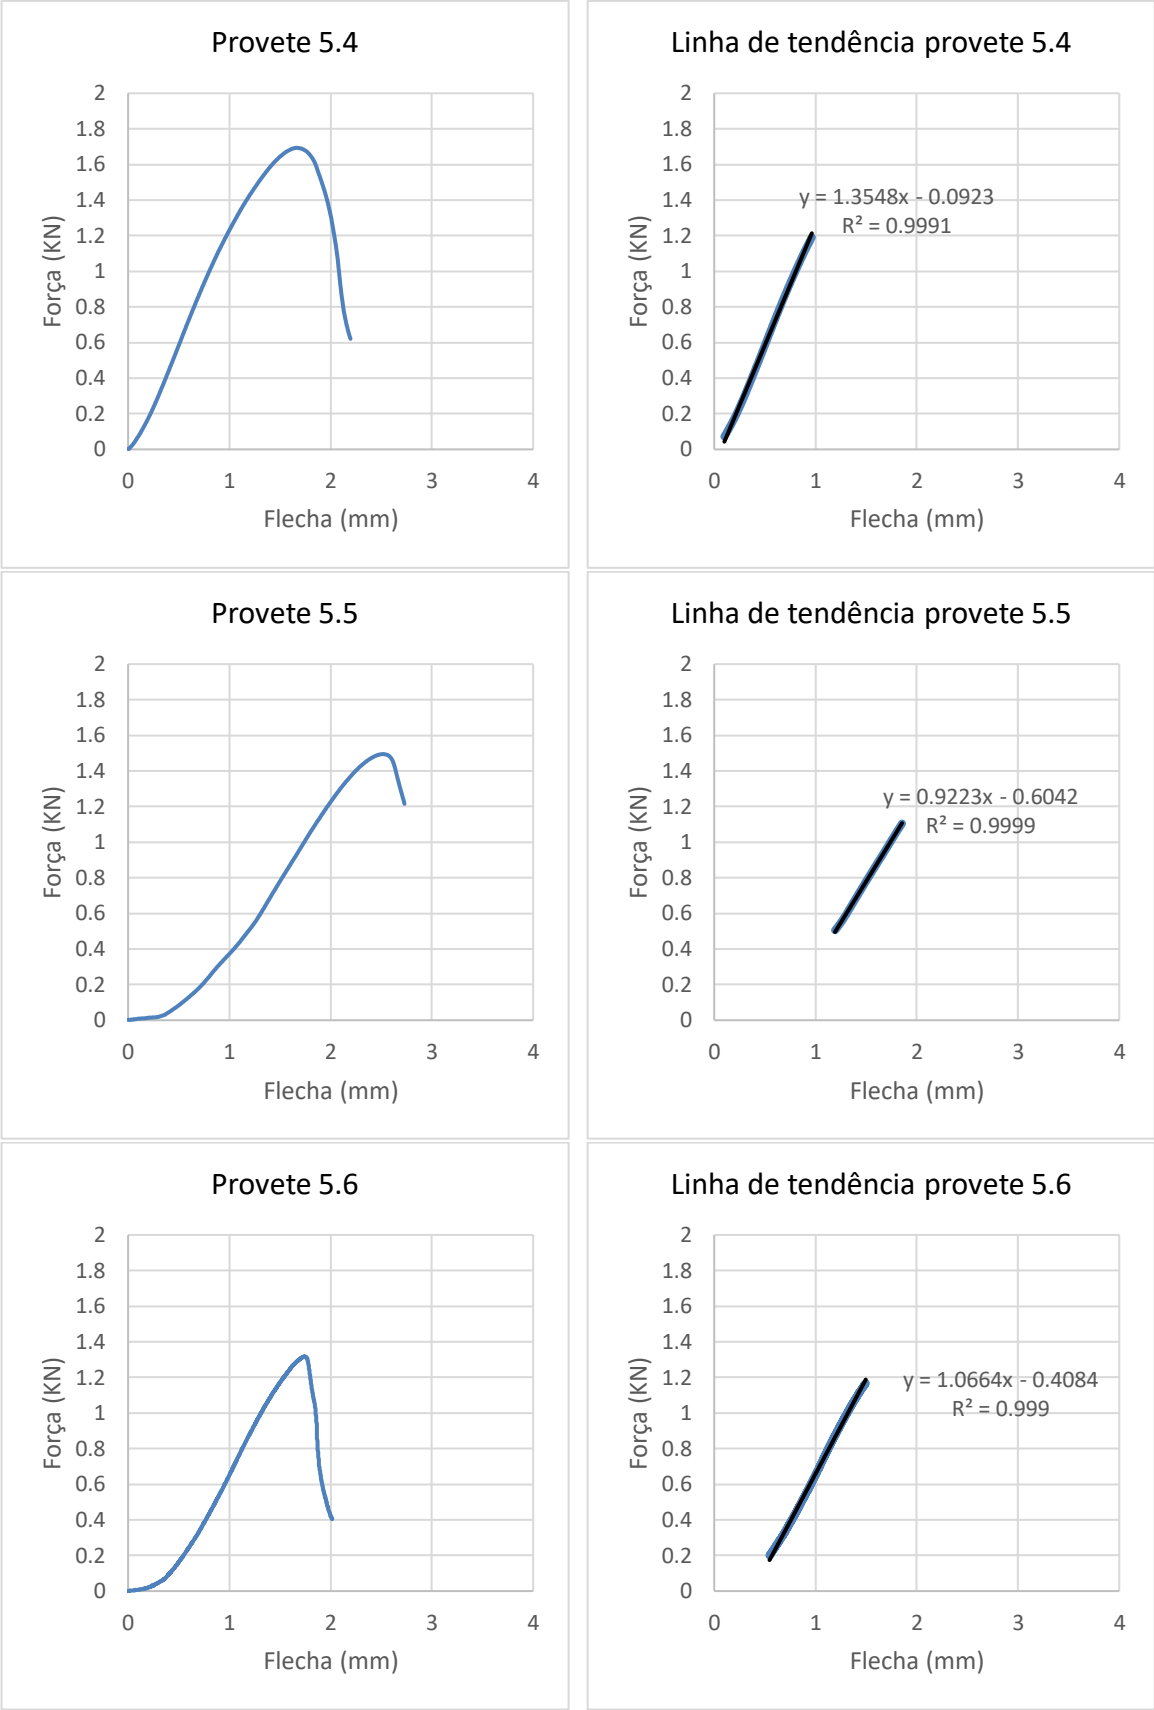 Provete 5.4
2
1.8
1.6
1.4
1.2
1
0.8
0.6
0.4
0.2
0
0 1 2 3 4
Força (KN)
Flecha (mm)
Linha de tendência provete 5.4
2
1.8
1.6
1.4
1.2
1
0.8
0.6
0.4
0.2
0
0 1 2 3 4
Força (KN)
Flecha (mm)
y = 1.3548x - 0.0923
R² = 0.9991
Provete 5.5
2
1.8
1.6
1.4
1.2
1
0.8
0.6
0.4
0.2
0
0 1 2 3 4
Força (KN)
Flecha (mm)
Linha de tendência provete 5.5
2
1.8
1.6
1.4
1.2
1
0.8
0.6
0.4
0.2
0
0 1 2 3 4
Força (KN)
Flecha (mm)
y = 0.9223x - 0.6042
R² = 0.9999
Provete 5.6
2
1.8
1.6
1.4
1.2
1
0.8
0.6
0.4
0.2
0
0 1 2 3 4
Força (KN)
Flecha (mm)
Linha de tendência provete 5.6
2
1.8
1.6
1.4
1.2
1
0.8
0.6
0.4
0.2
0
0 1 2 3 4
Força (KN)
Flecha (mm)
y = 1.0664x - 0.4084
R² = 0.999